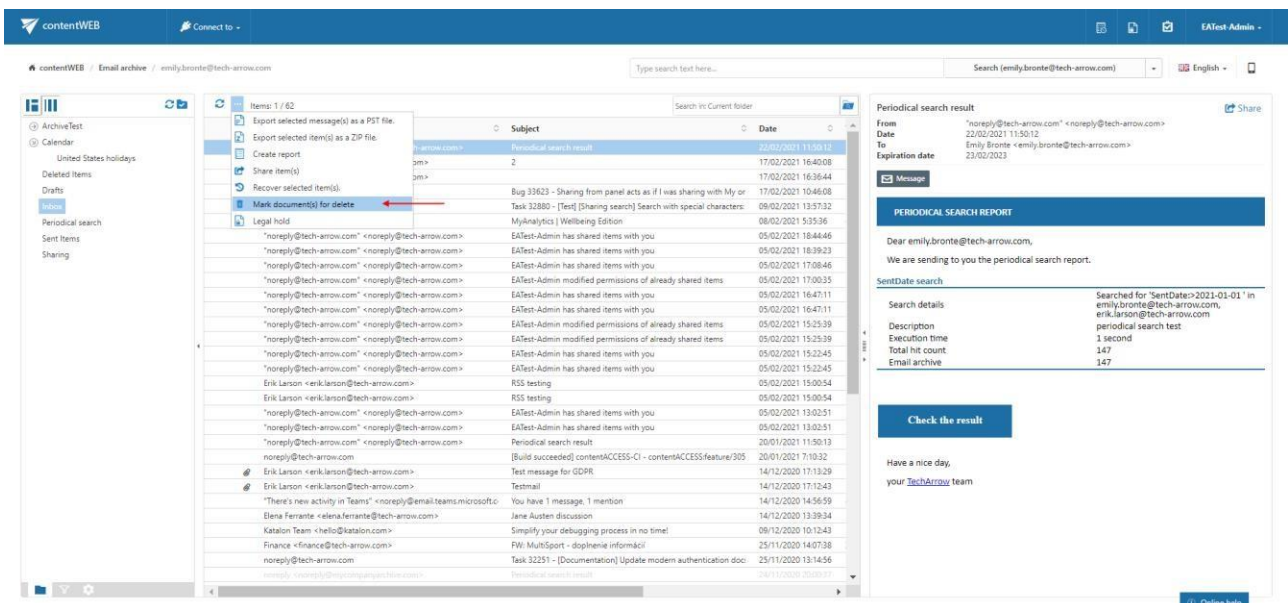 contentWEB
Connect to
EATest-Admin
contentWEB / Email archive / emily.bronte@tech-arrow.com
Type search text here...
Search (emily.bronte@tech-arrow.com)
English
ArchiveTest
Calendar
United States holidays
Deleted Items
Drafts
Inbox
Periodical search
Sent Items
Sharing
Items: 1 / 62
Search in: Current folder
Export selected message(s) as a PST file.
Export selected item(s) as a ZIP file.
Create report
Share item(s)
Recover selected item(s).
Mark document(s) for delete
Legal hold
Subject Date
Periodical search result 22/02/2021 11:50:12
2 17/02/2021 16:40:08
17/02/2021 16:36:44
Bug 33623 - Sharing from panel acts as if I was sharing with My or 17/02/2021 10:46:08
Task 32880 - [Test] [Sharing search] Search with special characters: 09/02/2021 13:57:32
MyAnalytics | Wellbeing Edition 08/02/2021 5:35:36
"noreply@tech-arrow.com" <noreply@tech-arrow.com> EATest-Admin has shared items with you 05/02/2021 18:44:46
"noreply@tech-arrow.com" <noreply@tech-arrow.com> EATest-Admin has shared items with you 05/02/2021 18:39:23
"noreply@tech-arrow.com" <noreply@tech-arrow.com> EATest-Admin has shared items with you 05/02/2021 17:08:46
"noreply@tech-arrow.com" <noreply@tech-arrow.com> EATest-Admin modified permissions of already shared items 05/02/2021 17:00:35
"noreply@tech-arrow.com" <noreply@tech-arrow.com> EATest-Admin has shared items with you 05/02/2021 16:47:11
"noreply@tech-arrow.com" <noreply@tech-arrow.com> EATest-Admin has shared items with you 05/02/2021 16:47:11
"noreply@tech-arrow.com" <noreply@tech-arrow.com> EATest-Admin modified permissions of already shared items 05/02/2021 15:25:39
"noreply@tech-arrow.com" <noreply@tech-arrow.com> EATest-Admin modified permissions of already shared items 05/02/2021 15:25:39
"noreply@tech-arrow.com" <noreply@tech-arrow.com> EATest-Admin has shared items with you 05/02/2021 15:22:45
"noreply@tech-arrow.com" <noreply@tech-arrow.com> EATest-Admin has shared items with you 05/02/2021 15:22:45
Erik Larson <erik.larson@tech-arrow.com> RSS testing 05/02/2021 15:00:54
Erik Larson <erik.larson@tech-arrow.com> RSS testing 05/02/2021 15:00:54
"noreply@tech-arrow.com" <noreply@tech-arrow.com> EATest-Admin has shared items with you 05/02/2021 13:02:51
"noreply@tech-arrow.com" <noreply@tech-arrow.com> EATest-Admin has shared items with you 05/02/2021 13:02:51
"noreply@tech-arrow.com" <noreply@tech-arrow.com> Periodical search result 20/01/2021 11:50:13
noreply@tech-arrow.com [Build succeeded] contentACCESS-CI - contentACCESS:feature/305 20/01/2021 7:10:32
Erik Larson <erik.larson@tech-arrow.com> Test message for GDPR 14/12/2020 17:13:29
Erik Larson <erik.larson@tech-arrow.com> Testmail 14/12/2020 17:12:43
"There's new activity in Teams" <noreply@email.teams.microsoft.c You have 1 message, 1 mention 14/12/2020 14:56:59
Elena Ferrante <elena.ferrante@tech-arrow.com> Jane Austen discussion 14/12/2020 13:39:34
Katalon Team <hello@katalon.com> Simplify your debugging process in no time! 09/12/2020 10:12:43
Finance <finance@tech-arrow.com> FW: MultiSport - doplnenie informácií 25/11/2020 14:07:38
noreply@tech-arrow.com Task 32251 - [Documentation] Update modern authentication doc 25/11/2020 13:14:56
Periodical search result
Periodical search result
Share
From "noreply@tech-arrow.com" <noreply@tech-arrow.com>
Date 22/02/2021 11:50:12
To Emily Bronte <emily.bronte@tech-arrow.com>
Expiration date 23/02/2023
Message
PERIODICAL SEARCH REPORT
Dear emily.bronte@tech-arrow.com,
We are sending to you the periodical search report.
SentDate search
Search details Searched for 'SentDate:>2021-01-01 ' in
emily.bronte@tech-arrow.com,
erik.larson@tech-arrow.com
Description periodical search test
Execution time 1 second
Total hit count 147
Email archive 147
Check the result
Have a nice day,
your TechArrow team
Online help